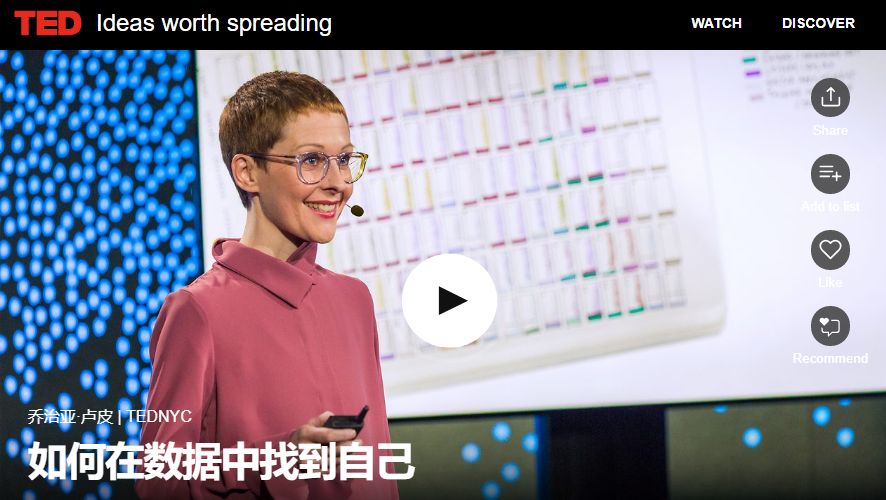 TED Ideas worth spreading
WATCH
DISCOVER
Share
Add to list
Like
Recommend
乔治亚·卢皮 | TEDNYC
如何在数据中找到自己